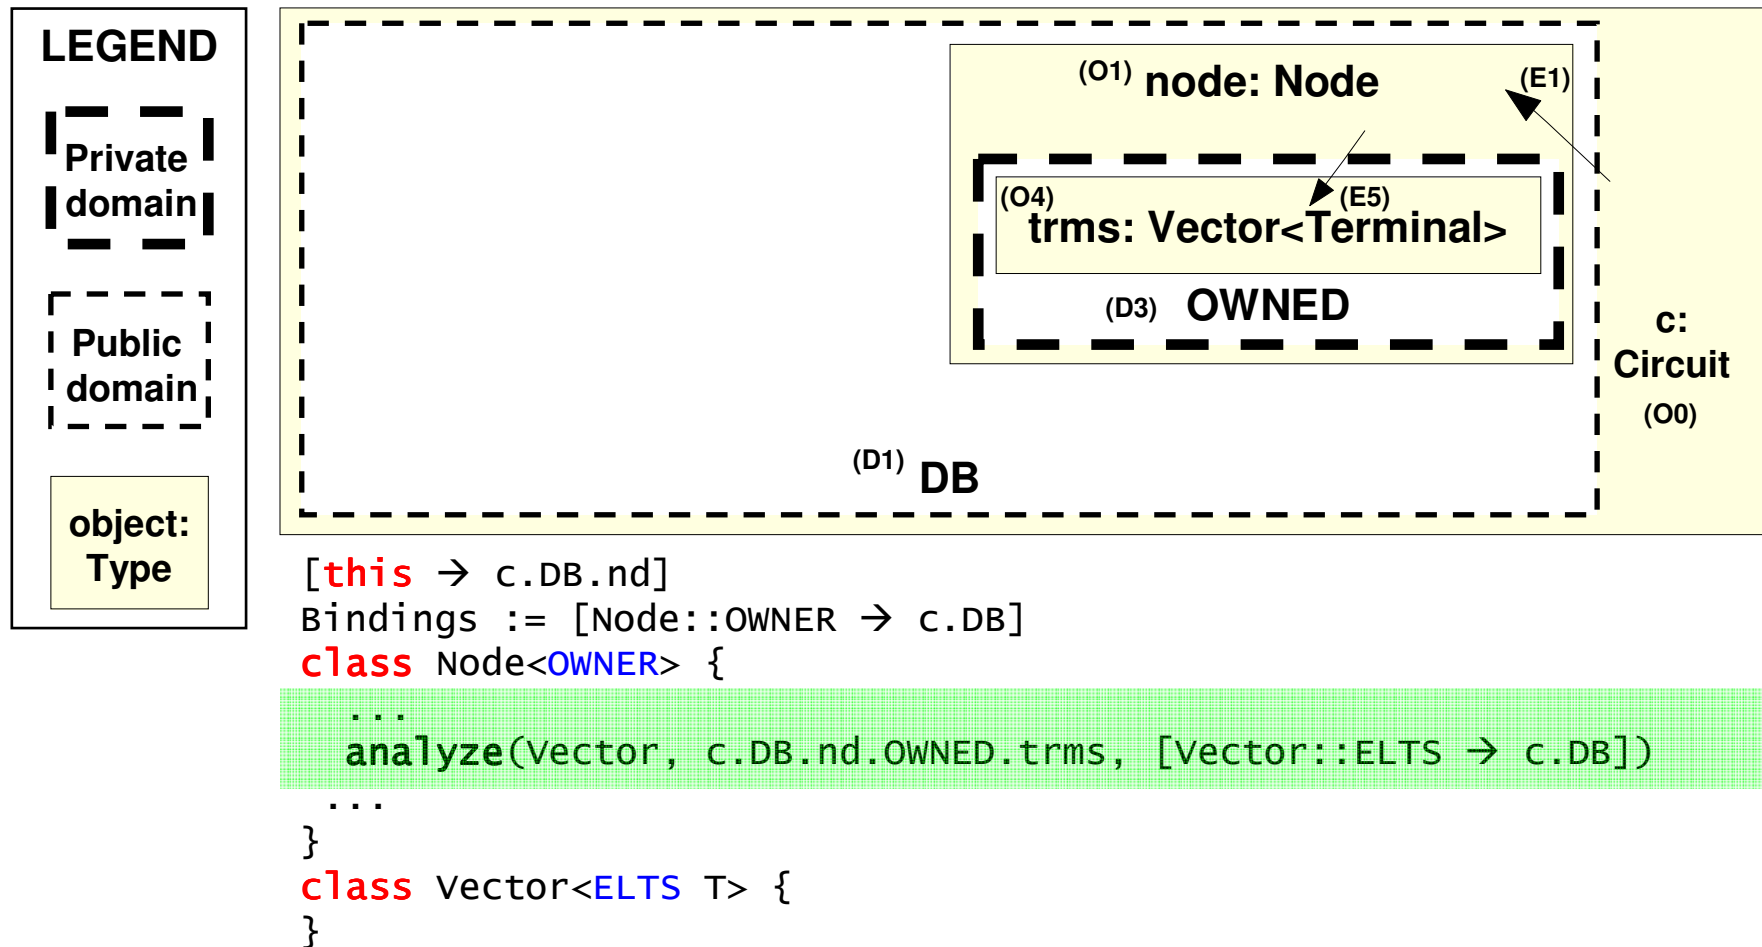 LEGEND
Private
domain
Public
domain
object:
Type
(O1) node: Node (E1)
(O4) (E5)
trms: Vector<Terminal>
(D3) OWNED
c:
Circuit
(O0)
(D1) DB
[this → c.DB.nd]
Bindings := [Node::OWNER → c.DB]
class Node<OWNER> {
...
analyze(Vector, c.DB.nd.OWNED.trms, [Vector::ELTS → c.DB])
...
}
class Vector<ELTS T> {
}